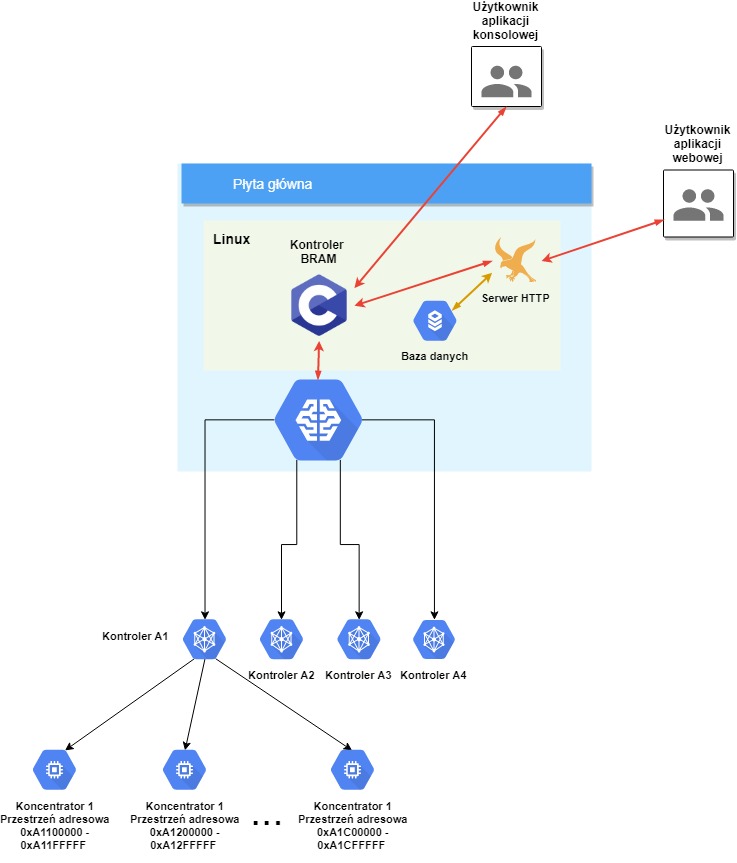 Użytkownik
aplikacji
konsolowej
Użytkownik
aplikacji
webowej
Płyta główna
Linux
Kontroler
BRAM
C
Serwer HTTP
Baza danych
Kontroler A1
Kontroler A2
Kontroler A3
Kontroler A4
Koncentrator 1
Przestrzeń adresowa
0xA1100000 -
0xA11FFFFF
Koncentrator 1
Przestrzeń adresowa
0xA1200000 -
0xA12FFFFF
...
Koncentrator 1
Przestrzeń adresowa
0xA1C00000 -
0xA1CFFFFF